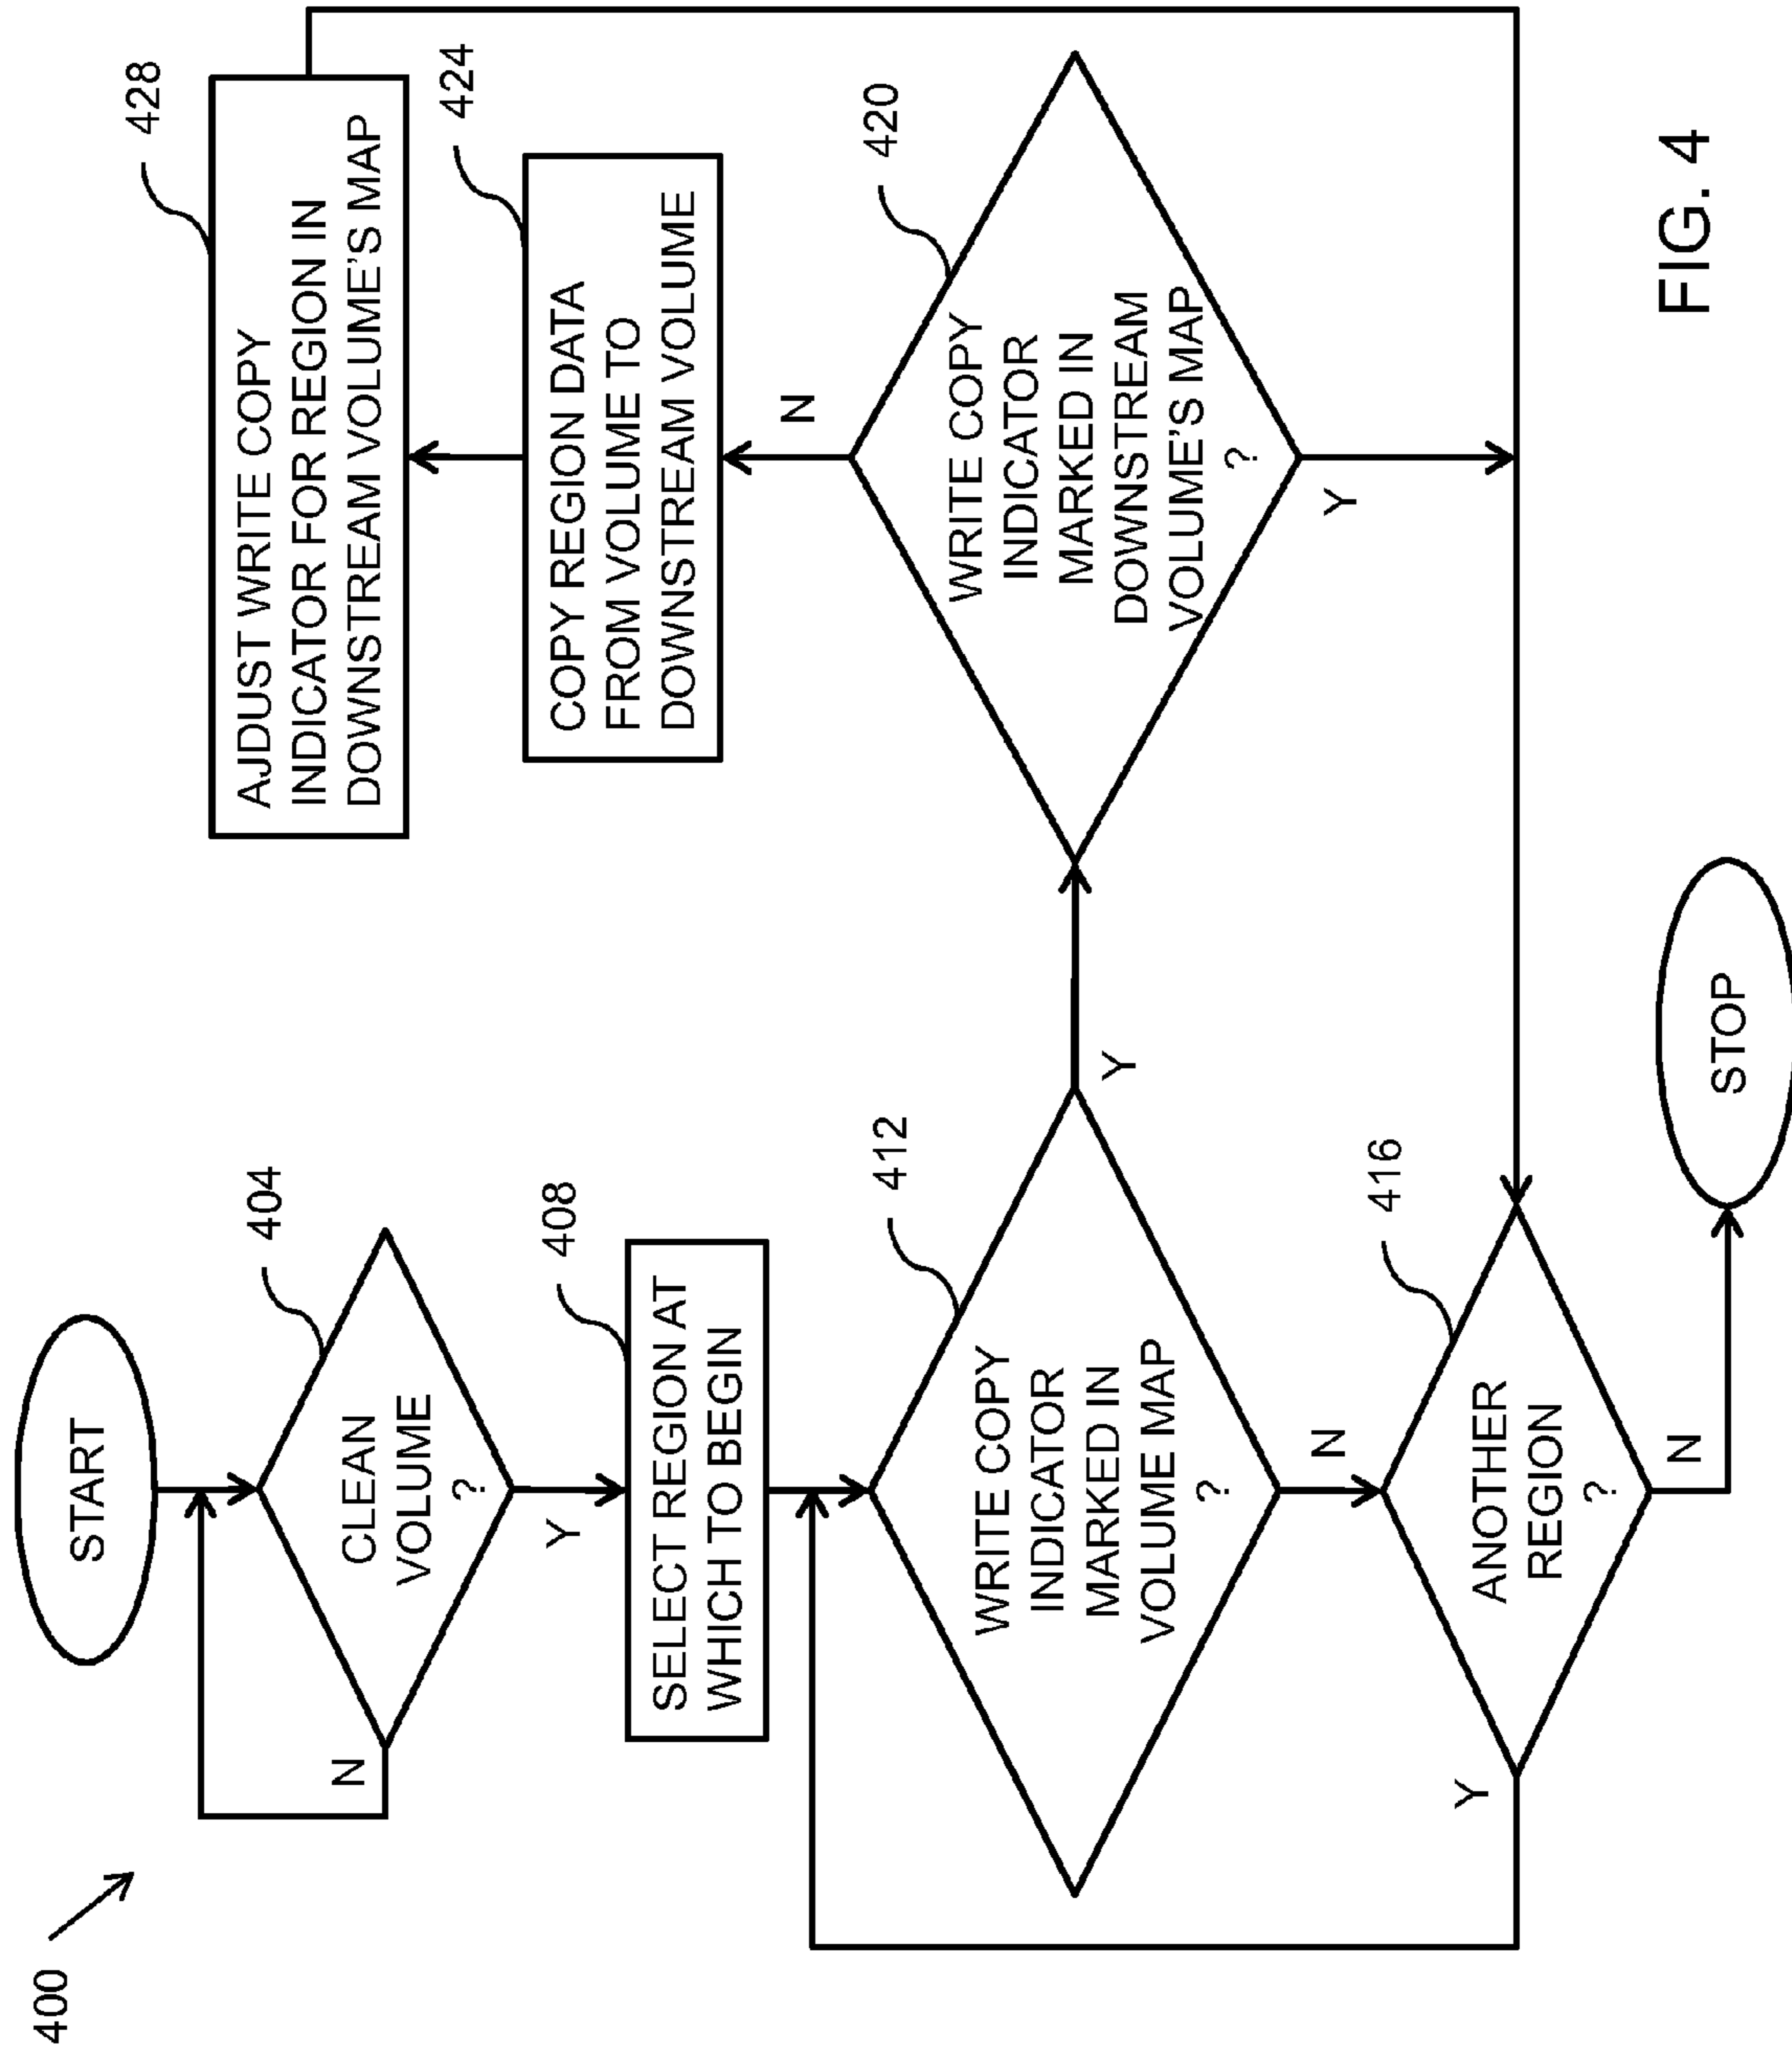 400
START
404
CLEAN
VOLUME
?
N
Y
408
SELECT REGION AT
WHICH TO BEGIN
412
WRITE COPY
INDICATOR
MARKED IN
VOLUME MAP
?
Y
N
416
ANOTHER
REGION
?
Y
N
STOP
428
AJDUST WRITE COPY
INDICATOR FOR REGION IN
DOWNSTREAM VOLUME'S MAP
424
COPY REGION DATA
FROM VOLUME TO
DOWNSTREAM VOLUME
N
420
WRITE COPY
INDICATOR
MARKED IN
DOWNSTREAM
VOLUME'S MAP
?
Y
FIG. 4